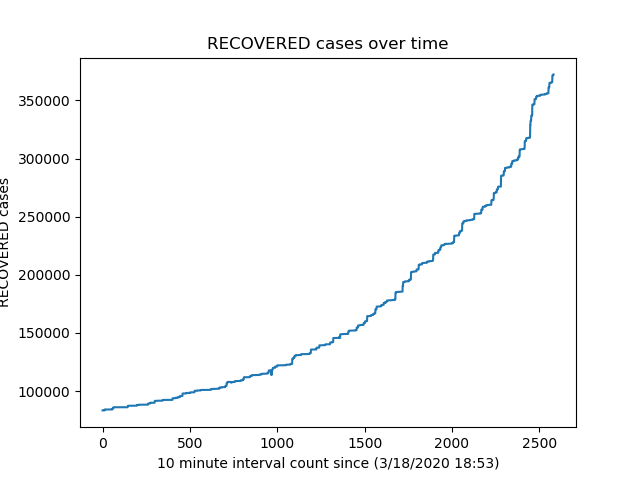 RECOVERED cases over time
350000
300000
250000
200000
150000
100000
RECOVERED cases
0 500 1000 1500 2000 2500
10 minute interval count since (3/18/2020 18:53)